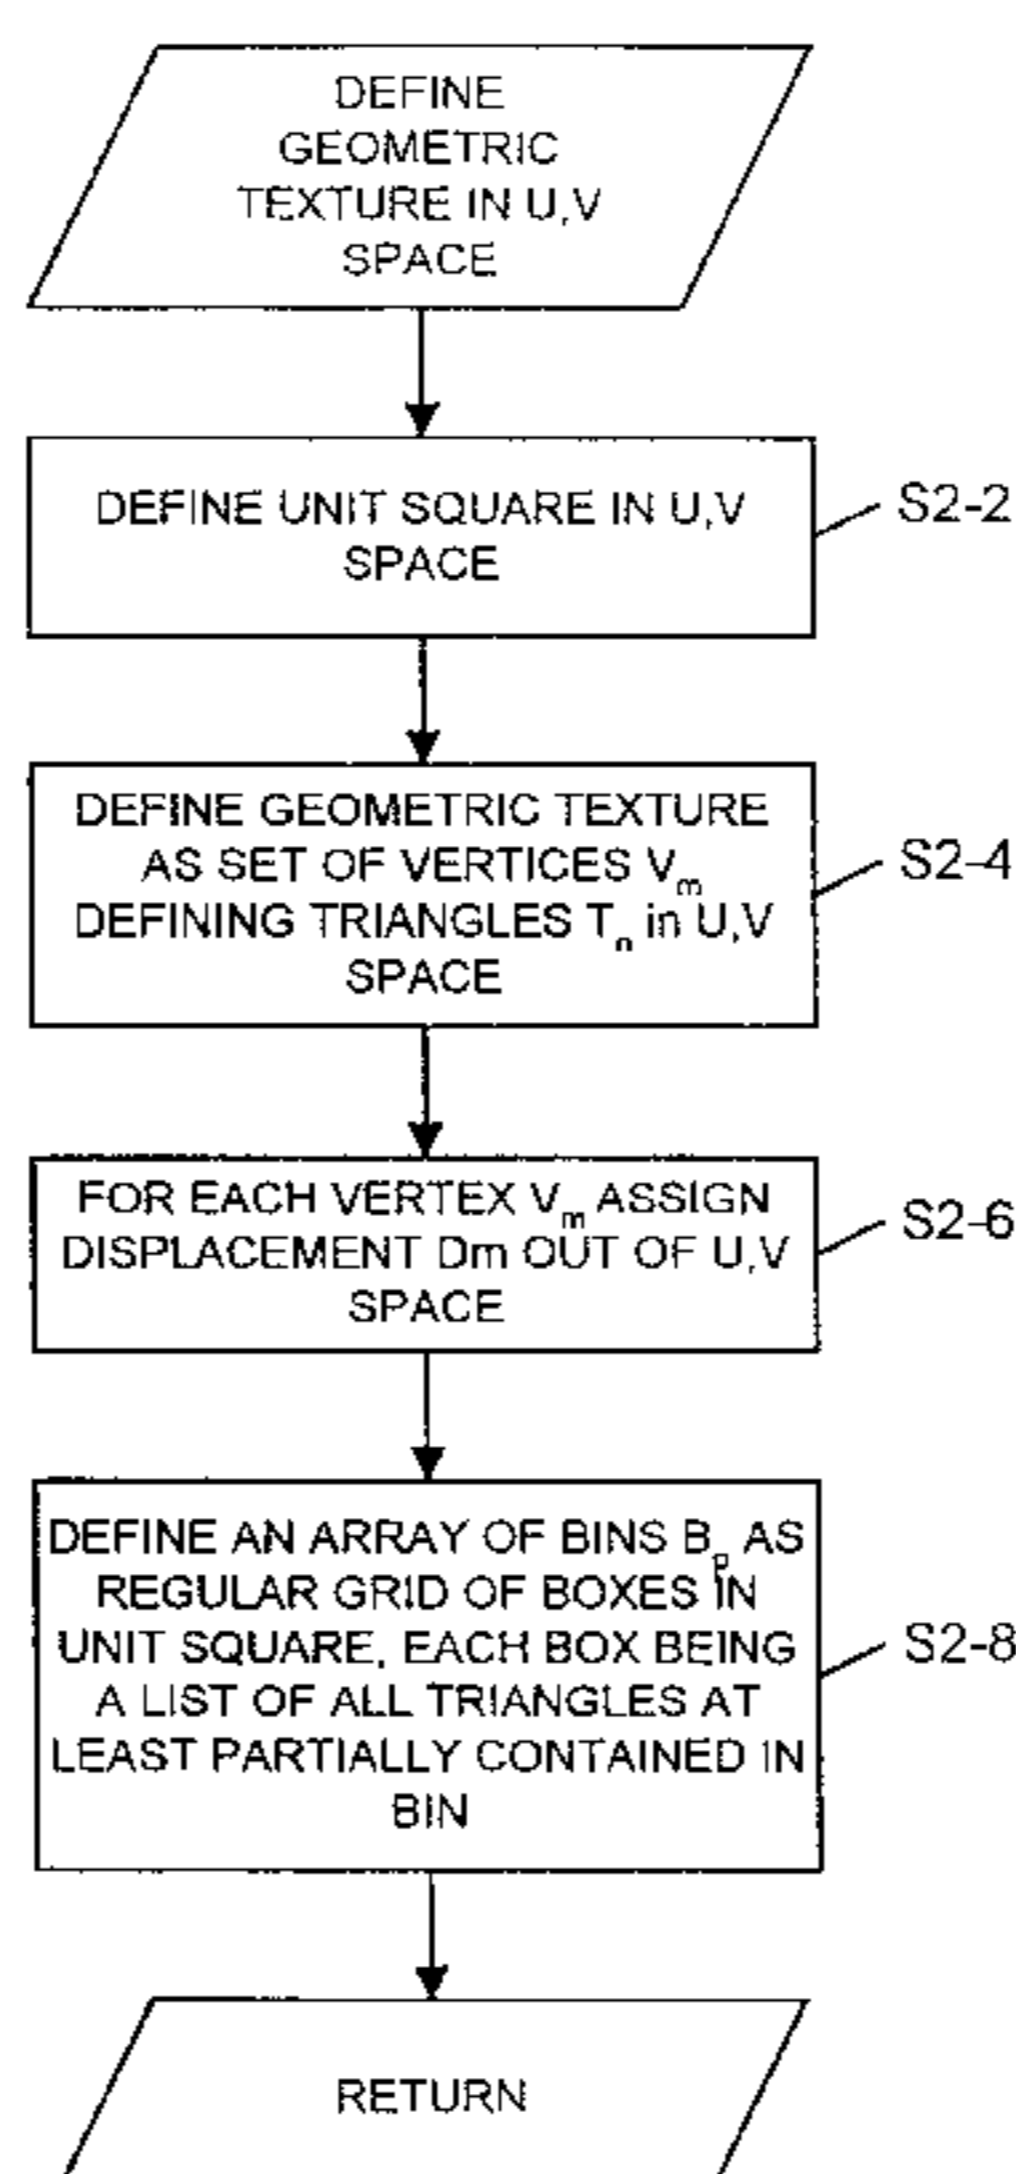 DEFINE
GEOMETRIC
TEXTURE IN U,V
SPACE
DEFINE UNIT SQUARE IN U,V
SPACE
S2-2
DEFINE GEOMETRIC TEXTURE
AS SET OF VERTICES Vm
DEFINING TRIANGLES Tn in U,V
SPACE
S2-4
FOR EACH VERTEX Vm ASSIGN
DISPLACEMENT Dm OUT OF U,V
SPACE
S2-6
DEFINE AN ARRAY OF BINS Bp AS
REGULAR GRID OF BOXES IN
UNIT SQUARE, EACH BOX BEING
A LIST OF ALL TRIANGLES AT
LEAST PARTIALLY CONTAINED IN
BIN
S2-8
RETURN